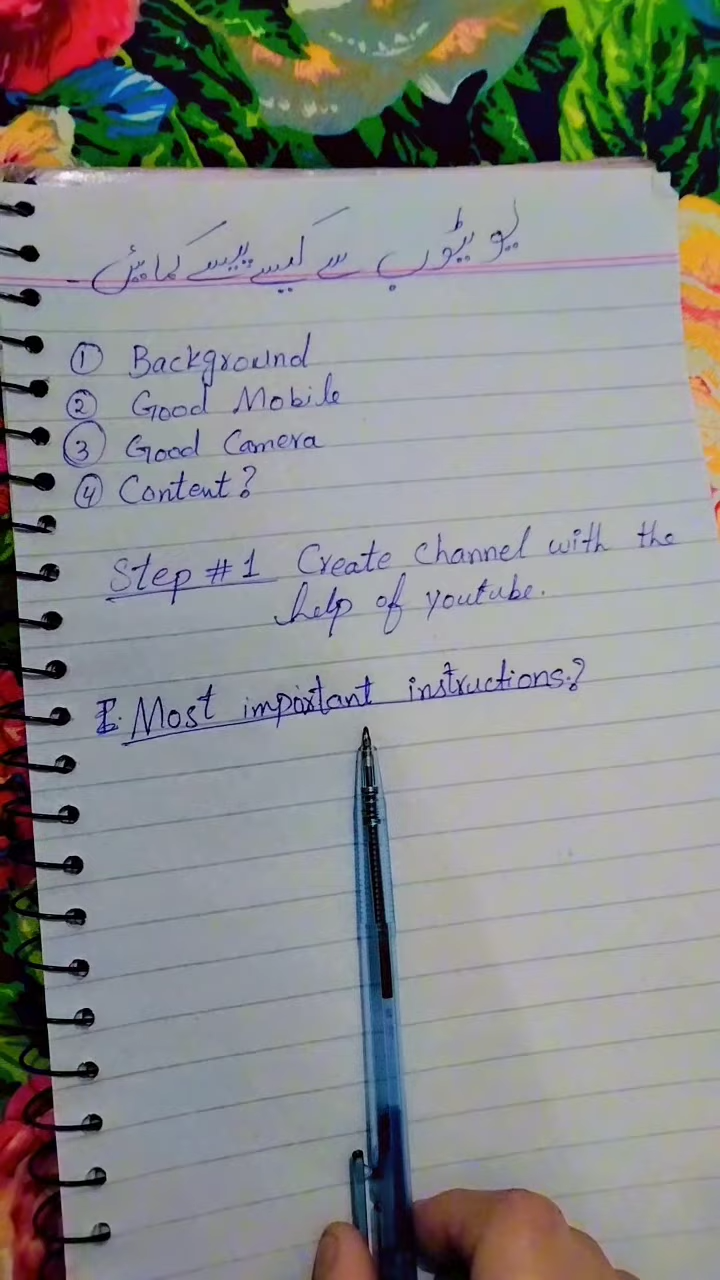 یوٹیوب سے کیسے پیسے کمایئں -
① Background
② Good Mobile
③ Good Camera
④ Content?
Step #1 Create channel with the
help of youtube.
I. Most important instructions.?